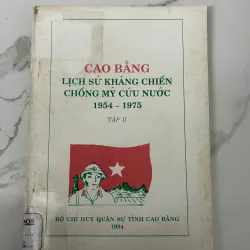 CAO BẰNG
LỊCH SỬ KHÁNG CHIẾN
CHỐNG MỸ CỨU NƯỚC
1954 - 1975
TẬP II
BỘ CHỈ HUY QUÂN SỰ TỈNH CAO BẰNG
1994